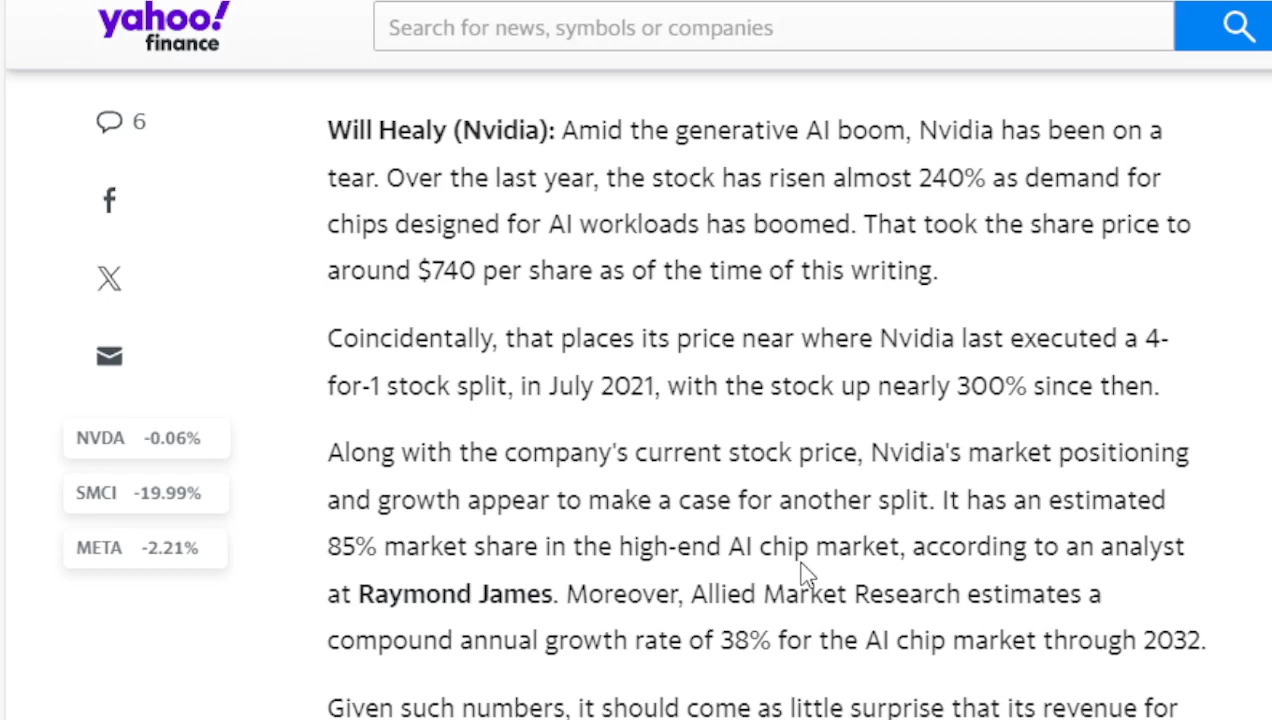 yahoo!
finance
Search for news, symbols or companies
6
Will Healy (Nvidia): Amid the generative AI boom, Nvidia has been on a
tear. Over the last year, the stock has risen almost 240% as demand for
chips designed for AI workloads has boomed. That took the share price to
around $740 per share as of the time of this writing.
Coincidentally, that places its price near where Nvidia last executed a 4-
for-1 stock split, in July 2021, with the stock up nearly 300% since then.
NVDA -0.06%
SMCI -19.99%
META -2.21%
Along with the company's current stock price, Nvidia's market positioning
and growth appear to make a case for another split. It has an estimated
85% market share in the high-end AI chip market, according to an analyst
at Raymond James. Moreover, Allied Market Research estimates a
compound annual growth rate of 38% for the AI chip market through 2032.
Given such numbers, it should come as little surprise that its revenue for